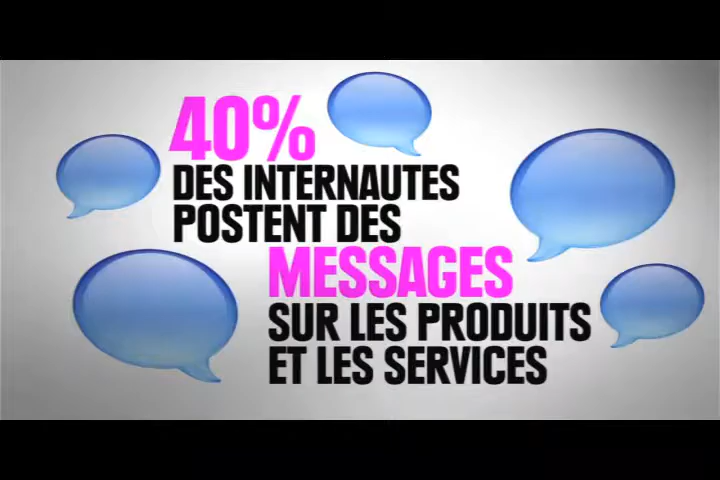 40%
DES INTERNAUTES
POSTENT DES
MESSAGES
SUR LES PRODUITS
ET LES SERVICES